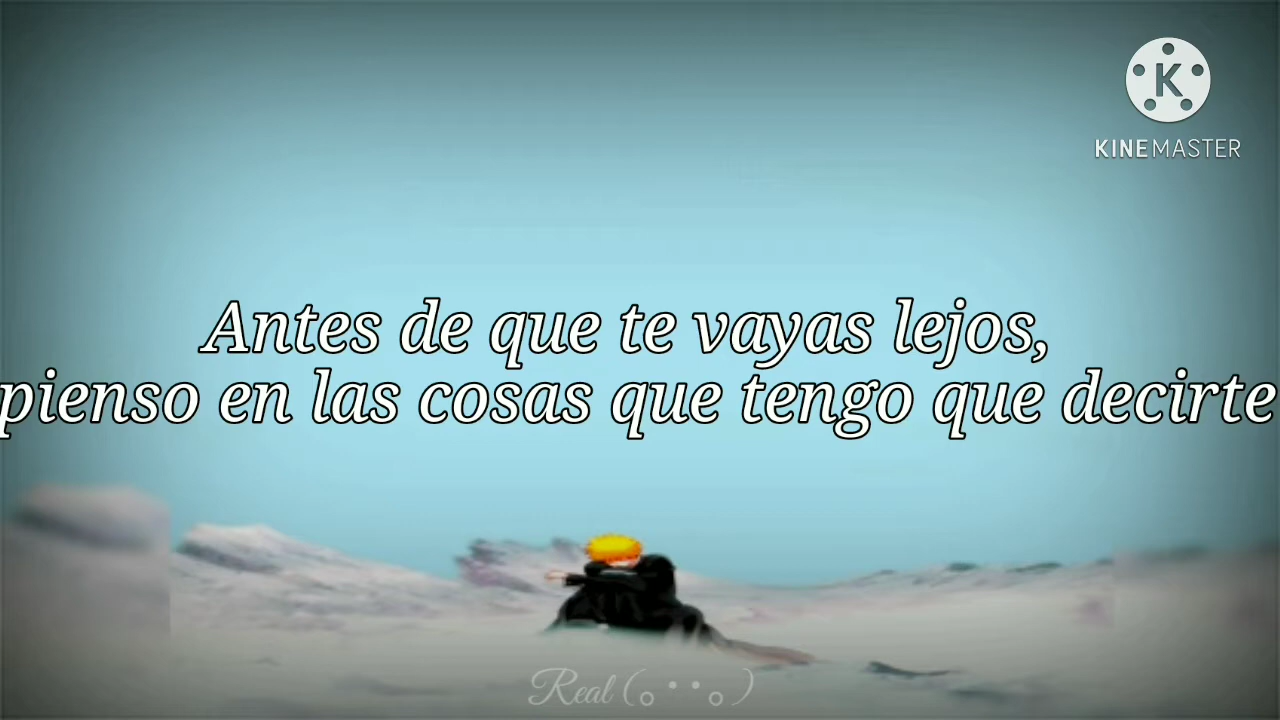 K
KINEMASTER
Antes de que te vayas lejos,
pienso en las cosas que tengo que decirte
Real (｡ • • ｡)